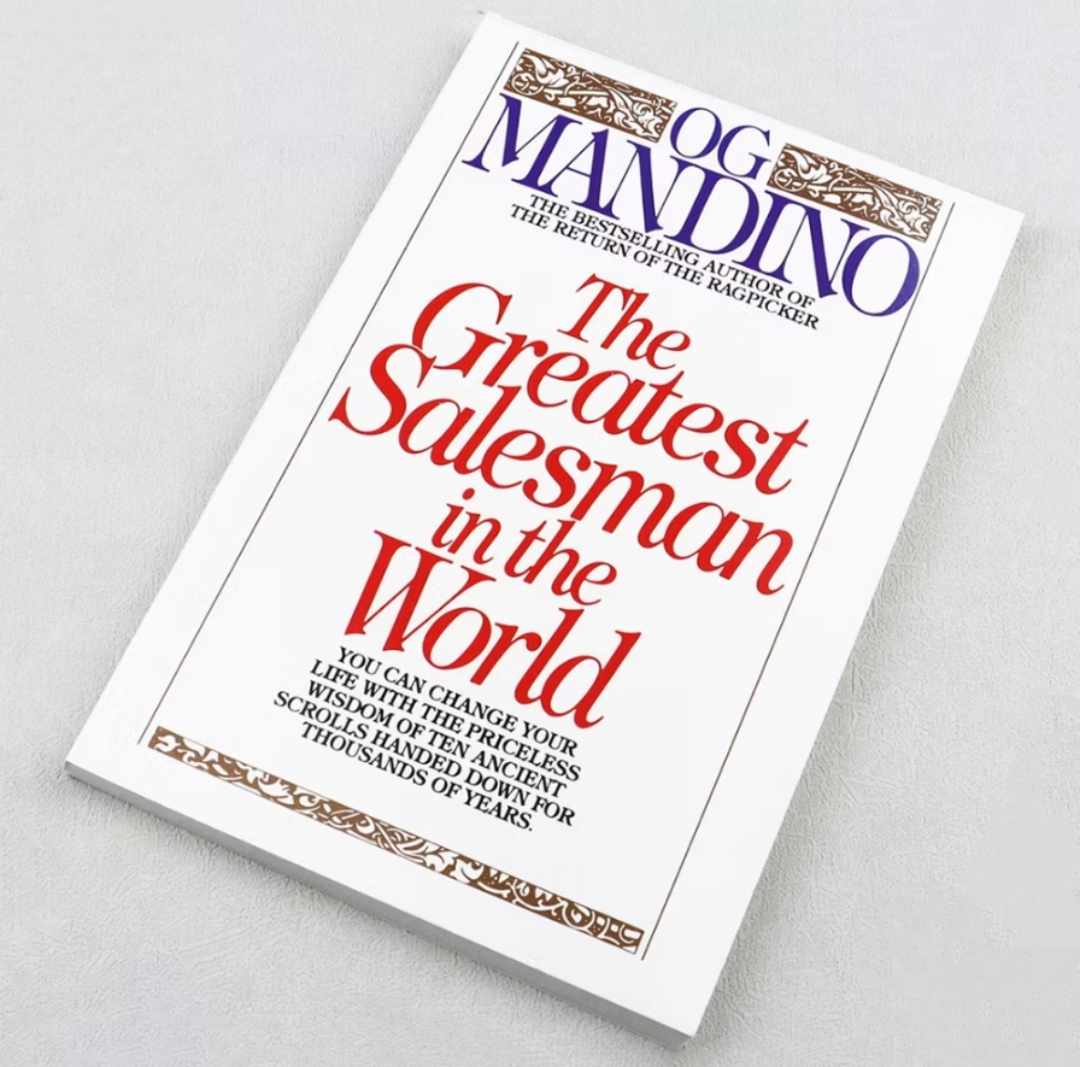 OG
MANDINO
THE BESTSELLING AUTHOR OF
THE RETURN OF THE RAGPICKER
The
Greatest
Salesman
in the
World
YOU CAN CHANGE YOUR
LIFE WITH THE PRICELESS
WISDOM OF TEN ANCIENT
SCROLLS HANDED DOWN FOR
THOUSANDS OF YEARS.